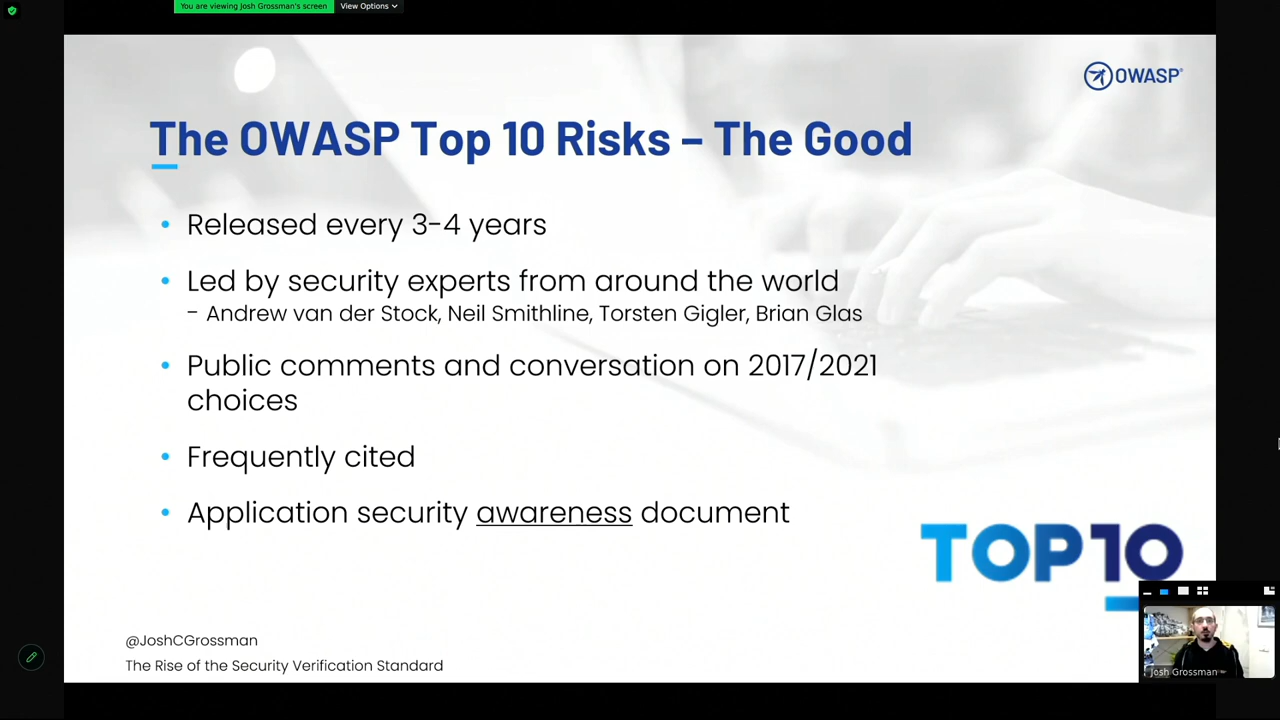 You are viewing Josh Grossman's screen View Options
OWASP
The OWASP Top 10 Risks – The Good
• Released every 3-4 years
• Led by security experts from around the world
– Andrew van der Stock, Neil Smithline, Torsten Gigler, Brian Glas
• Public comments and conversation on 2017/2021
choices
• Frequently cited
• Application security awareness document
TOP10
@JoshCGrossman
The Rise of the Security Verification Standard
Josh Grossman